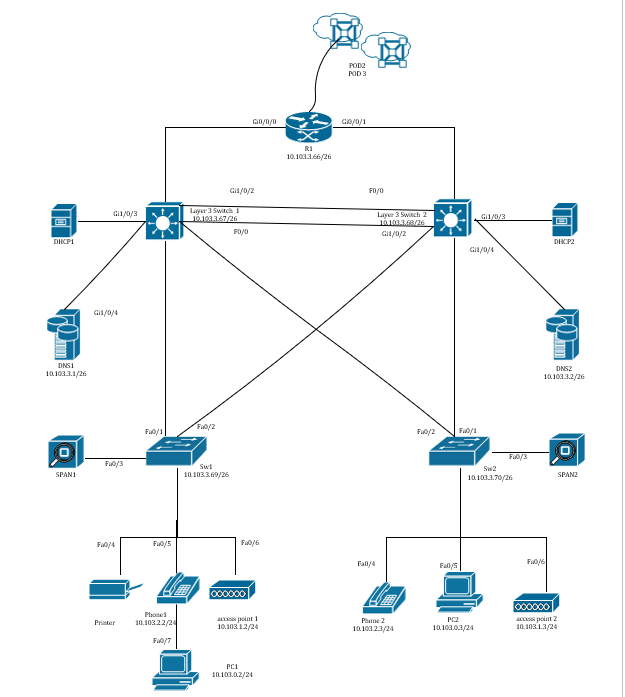 POD2
POD 3
Gi0/0/0
Gi0/0/1
R1
10.103.3.66/26
Gi1/0/2
F0/0
Gi1/0/3
Layer 3 Switch 1
10.103.3.67/26
Layer 3 Switch 2
10.103.3.68/26
Gi1/0/3
DHCP1
F0/0
Gi1/0/2
DHCP2
Gi1/0/4
Gi1/0/4
DNS1
10.103.3.1/26
DNS2
10.103.3.2/26
Fa0/1
Fa0/2
Fa0/2
Fa0/1
Fa0/3
Fa0/3
SPAN1
Sw1
10.103.3.69/26
Sw2
10.103.3.70/26
SPAN2
Fa0/4
Fa0/5
Fa0/6
Fa0/4
Fa0/5
Fa0/6
Printer
Phone1
10.103.2.2/24
access point 1
10.103.1.2/24
Phone 2
10.103.2.3/24
PC2
10.103.0.3/24
access point 2
10.103.1.3/24
Fa0/7
PC1
10.103.0.2/24